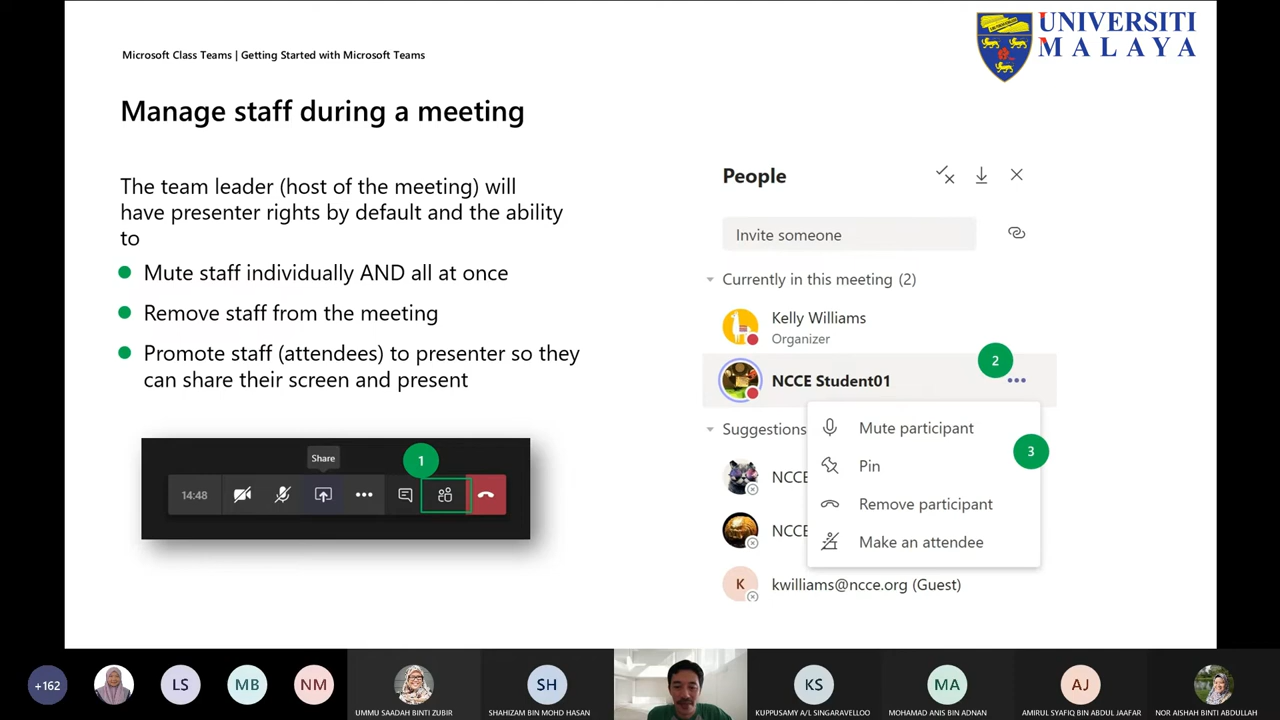 UNIVERSITI
MALAYA
Microsoft Class Teams | Getting Started with Microsoft Teams
Manage staff during a meeting
The team leader (host of the meeting) will
have presenter rights by default and the ability
to
Mute staff individually AND all at once
Remove staff from the meeting
Promote staff (attendees) to presenter so they
can share their screen and present
Share
1
14:48
People
Invite someone
Currently in this meeting (2)
Kelly Williams
Organizer
NCCE Student01
2
Suggestions
Mute participant
3
Pin
Remove participant
Make an attendee
NCCE
NCCE
K
kwilliams@ncce.org (Guest)
+162
LS
MB
NM
UMMU SAADAH BINTI ZUBIR
SH
SHAHIZAM BIN MOHD HASAN
KS
KUPPUSAMY A/L SINGARAVELLOO
MA
MOHAMAD ANIS BIN ADNAN
AJ
AMIRUL SYAFIQ BIN ABDUL JAAFAR
NOR AISHAH BINTI ABDULLAH